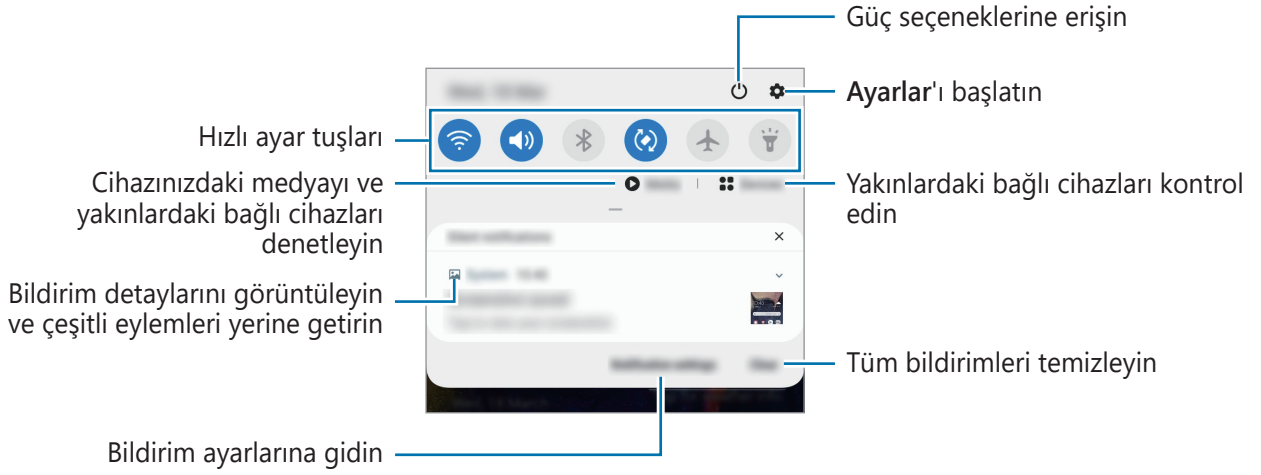 Güç seçeneklerine erişin
Ayarlar'ı başlatın
Hızlı ayar tuşları
Cihazınızdaki medyayı ve
yakınlardaki bağlı cihazları
denetleyin
Yakınlardaki bağlı cihazları kontrol
edin
Bildirim detaylarını görüntüleyin
ve çeşitli eylemleri yerine getirin
Tüm bildirimleri temizleyin
Bildirim ayarlarına gidin